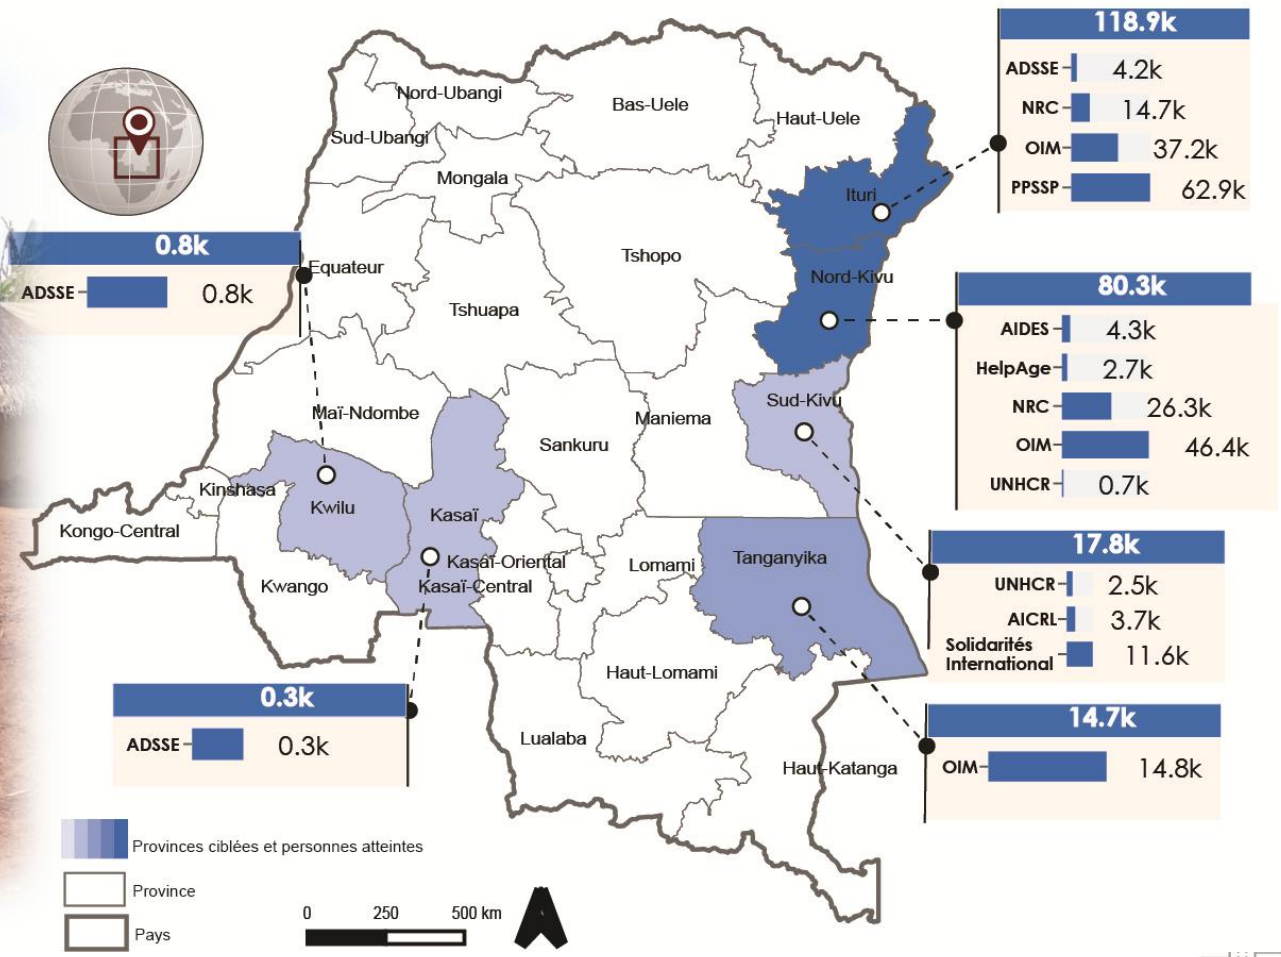 118.9k
ADSSE 4.2k
NRC 14.7k
OIM 37.2k
PPSSP 62.9k
Nord-Ubangi
Bas-Uele
Haut-Uele
Sud-Ubangi
Mongala
Ituri
0.8k
ADSSE 0.8k
Equateur
Tshopo
Nord-Kivu
Tshuapa
80.3k
AIDES 4.3k
HelpAge 2.7k
NRC 26.3k
OIM 46.4k
UNHCR 0.7k
Maï-Ndombe
Maniema
Sud-Kivu
Sankuru
Kinshasa
Kwilu
Kasaï
Kongo-Central
Kasaï-Oriental
Kasaï-Central
Lomami
Tanganyika
Kwango
17.8k
UNHCR 2.5k
AICRL 3.7k
Solidarités
International 11.6k
Haut-Lomami
0.3k
ADSSE 0.3k
Lualaba
Haut-Katanga
14.7k
OIM 14.8k
Provinces ciblées et personnes atteintes
Province
Pays
0 250 500 km